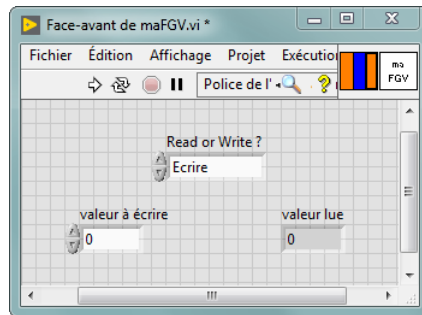 Face-avant de maFGV.vi *
Fichier Édition Affichage Projet
ma
FGV
Police de l'
Read or Write ?
Ecrire
valeur à écrire
valeur lue
0
0